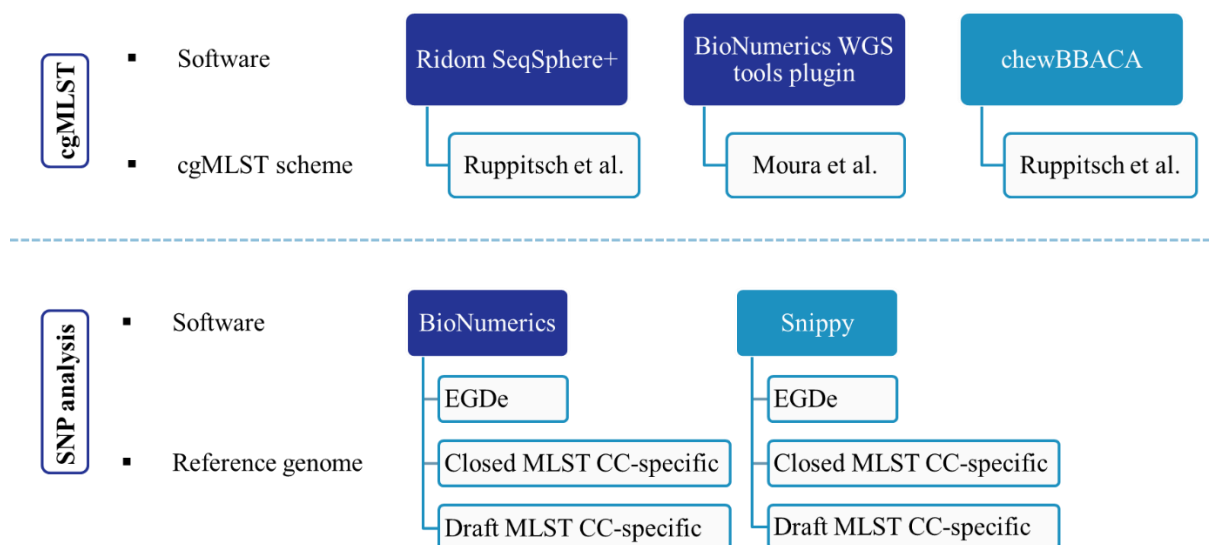 cgMLST
▪ Software
Ridom SeqSphere+
BioNumerics WGS
tools plugin
chewBBACA
▪ cgMLST scheme
Ruppitsch et al.
Moura et al.
Ruppitsch et al.
SNP analysis
▪ Software
BioNumerics
Snippy
EGDe
EGDe
▪ Reference genome
Closed MLST CC-specific
Closed MLST CC-specific
Draft MLST CC-specific
Draft MLST CC-specific